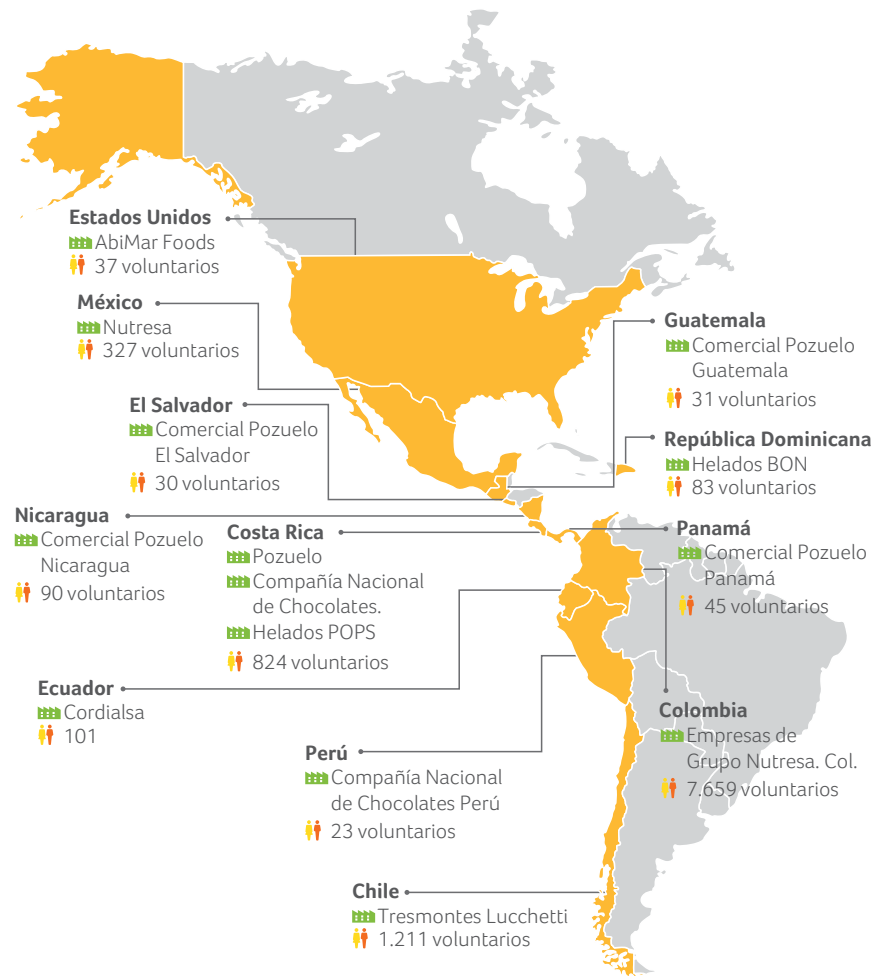 Estados Unidos
AbiMar Foods
37 voluntarios
México
Nutresa
327 voluntarios
El Salvador
Comercial Pozuelo
El Salvador
30 voluntarios
Nicaragua
Comercial Pozuelo
Nicaragua
90 voluntarios
Costa Rica
Pozuelo
Compañía Nacional
de Chocolates.
Helados POPS
824 voluntarios
Ecuador
Cordialsa
101
Perú
Compañía Nacional
de Chocolates Perú
23 voluntarios
Chile
Tresmontes Lucchetti
1.211 voluntarios
Guatemala
Comercial Pozuelo
Guatemala
31 voluntarios
República Dominicana
Helados BON
83 voluntarios
Panamá
Comercial Pozuelo
Panamá
45 voluntarios
Colombia
Empresas de
Grupo Nutresa. Col.
7.659 voluntarios